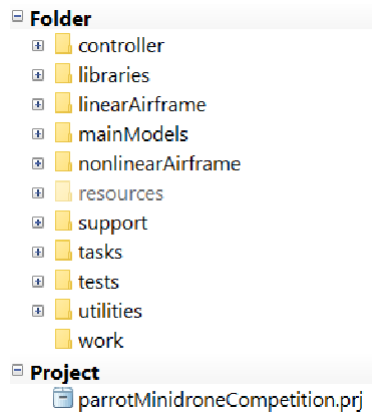 Folder
controller
libraries
linearAirframe
mainModels
nonlinearAirframe
resources
support
tasks
tests
utilities
work
Project
parrotMinidroneCompetition.prj